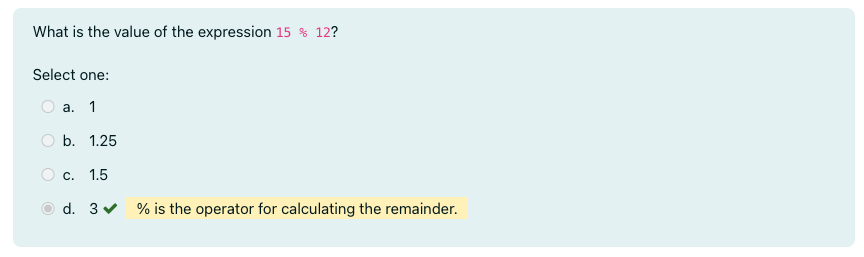 What is the value of the expression 15 % 12?
Select one:
a. 1
b. 1.25
c. 1.5
d. 3 % is the operator for calculating the remainder.